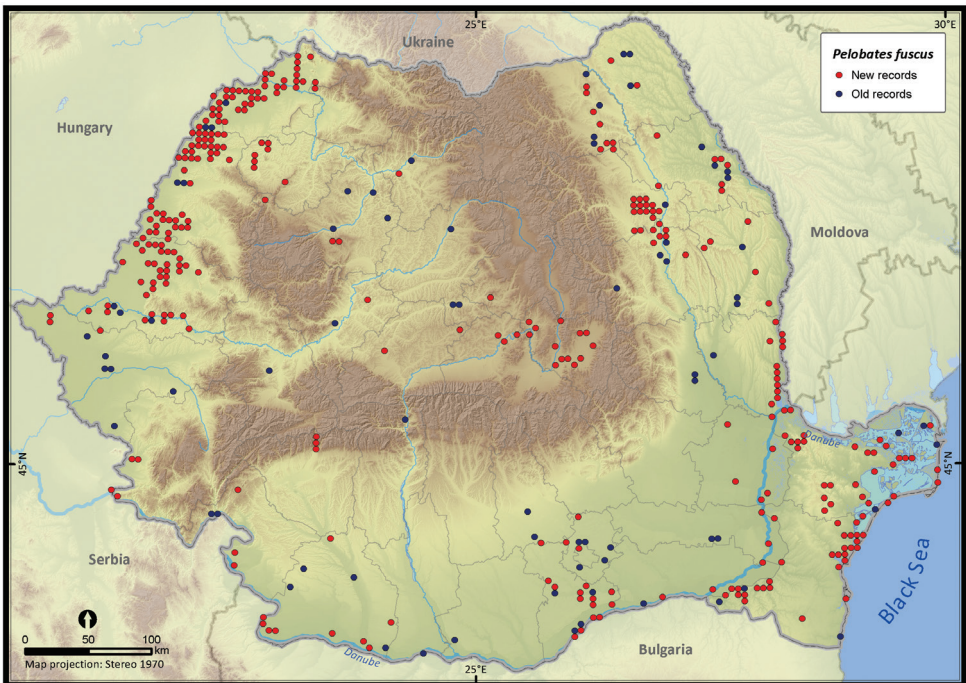 25°E
30°E
Ukraine
Pelobates fuscus
New records
Old records
Hungary
Moldova
45°N
Danube
45°N
Serbia
Black Sea
0 50 100
km
Map projection: Stereo 1970
Danube
Bulgaria
25°E